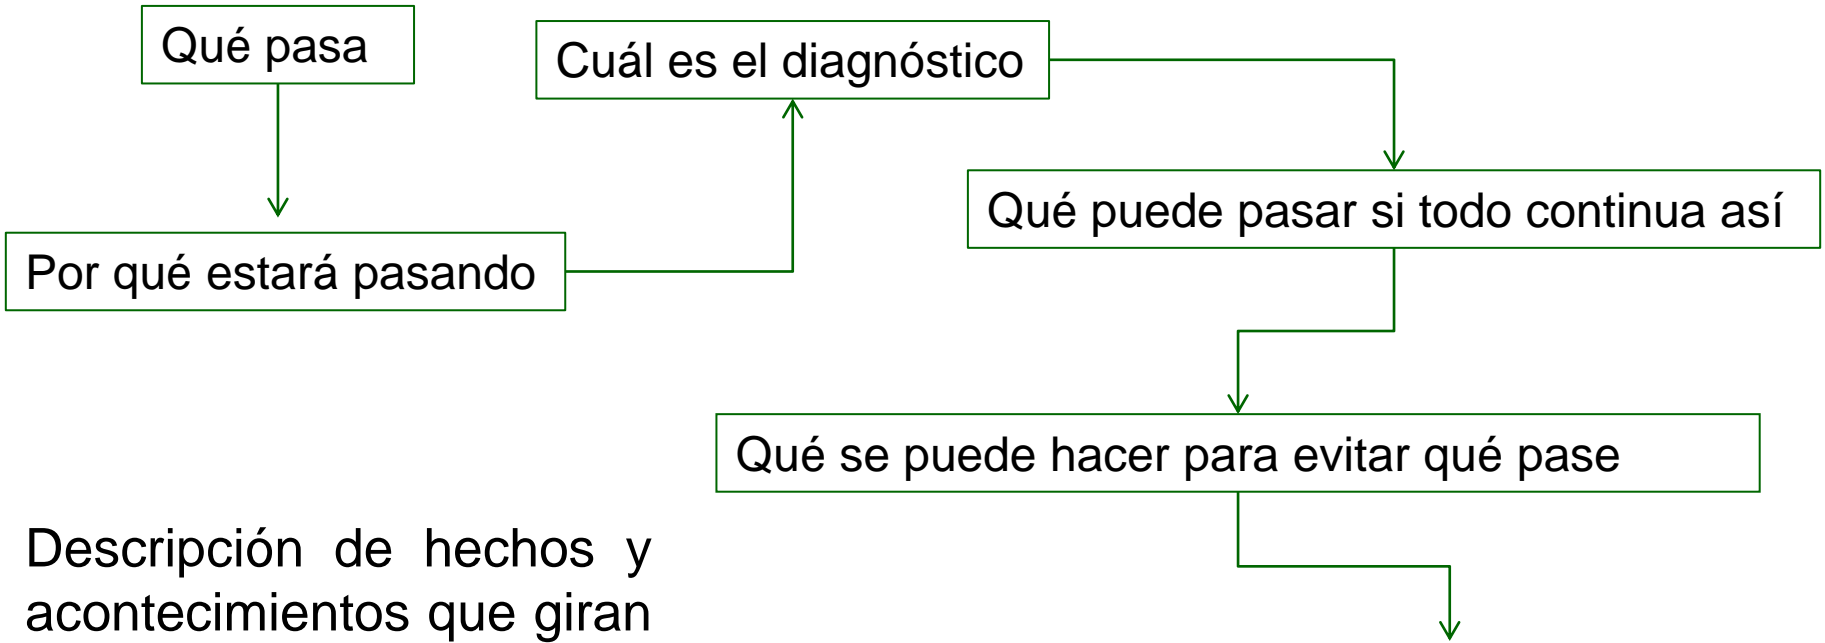 Qué pasa
Cuál es el diagnóstico
Qué puede pasar si todo continua así
Por qué estará pasando
Qué se puede hacer para evitar qué pase
Descripción de hechos y
acontecimientos que giran